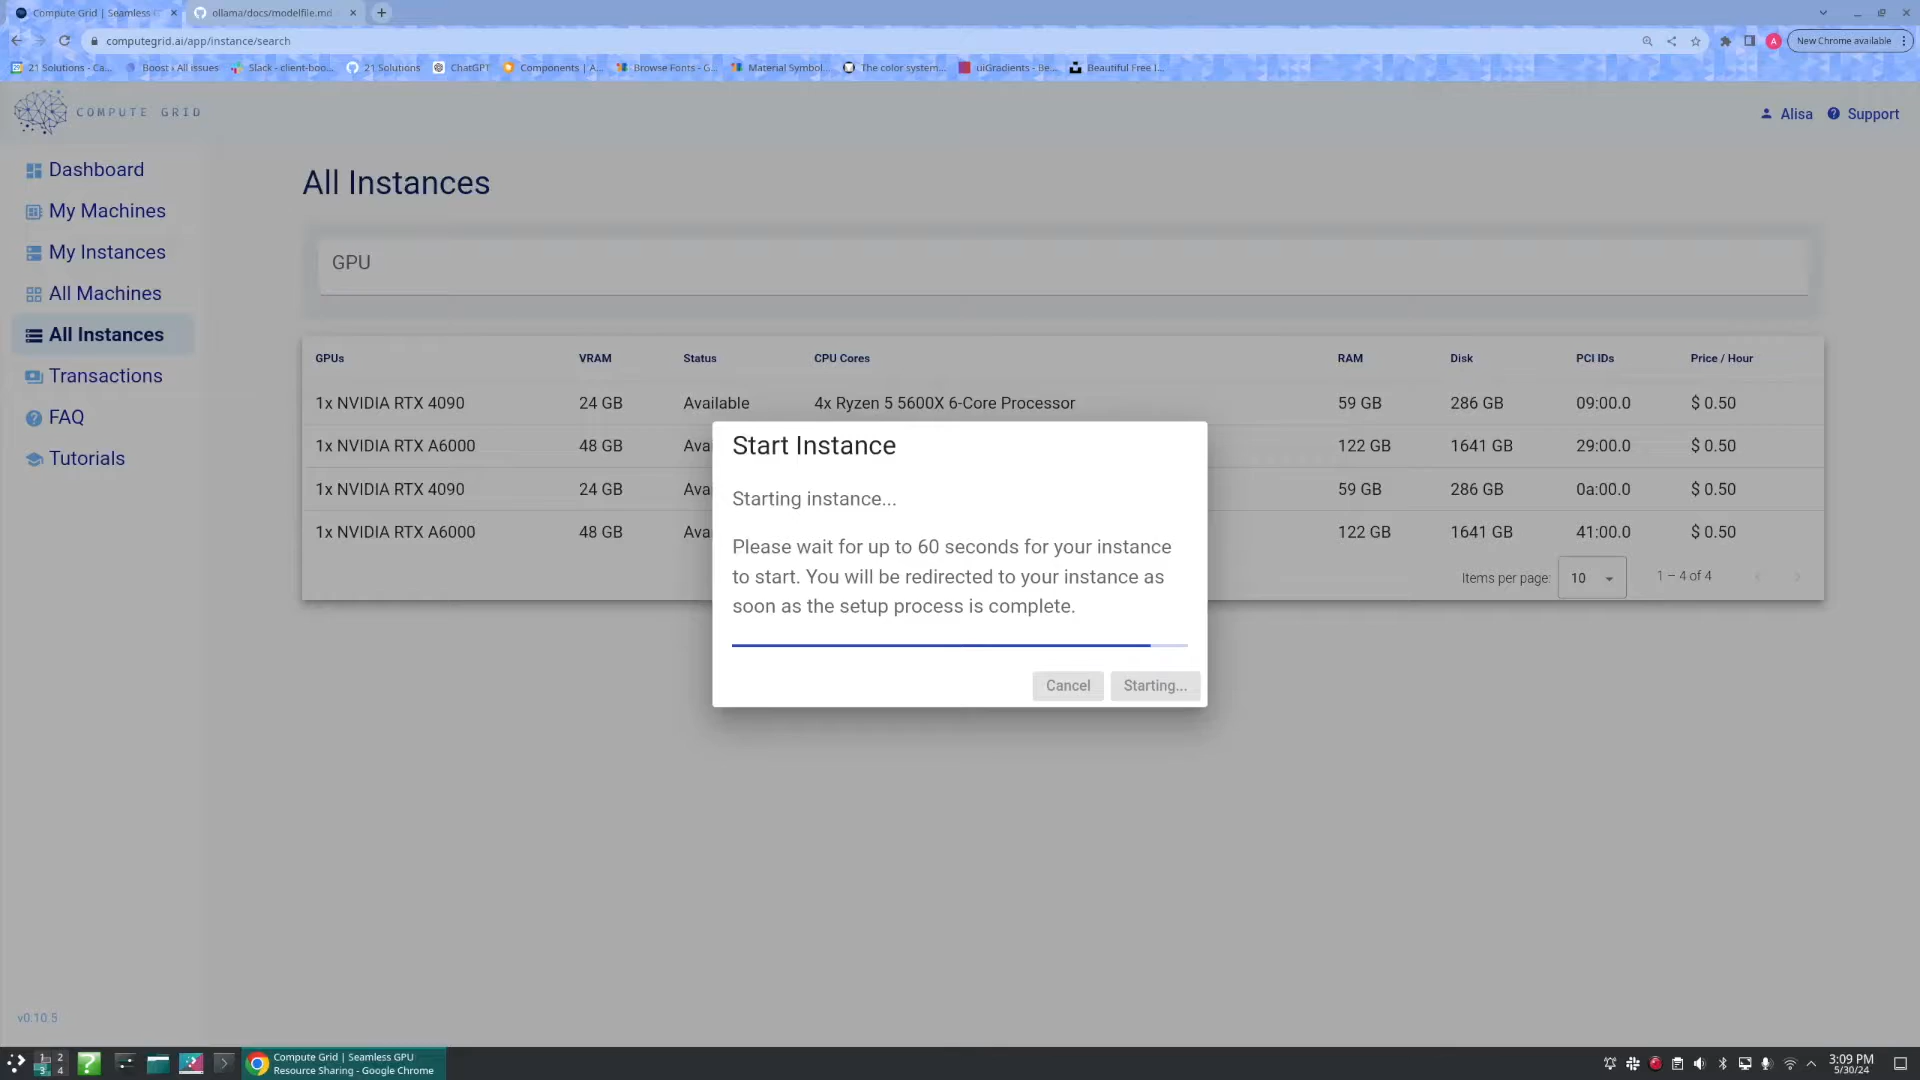 Compute Grid | Seamless G
ollama/docs/modelfile.md
computegrid.ai/app/instance/search
New Chrome available
21 Solutions - Ca...
Boost › All issues
Slack - client-boo...
21 Solutions
ChatGPT
Components | A...
Browse Fonts - G...
Material Symbol...
The color system...
uiGradients - Be...
Beautiful Free I...
COMPUTE GRID
Alisa
Support
Dashboard
My Machines
My Instances
All Machines
All Instances
Transactions
FAQ
Tutorials
All Instances
GPU
GPUs VRAM Status CPU Cores RAM Disk PCI IDs Price / Hour
1x NVIDIA RTX 4090 24 GB Available 4x Ryzen 5 5600X 6-Core Processor 59 GB 286 GB 09:00.0 $ 0.50
1x NVIDIA RTX A6000 48 GB Ava 122 GB 1641 GB 29:00.0 $ 0.50
1x NVIDIA RTX 4090 24 GB Ava 59 GB 286 GB 0a:00.0 $ 0.50
1x NVIDIA RTX A6000 48 GB Ava 122 GB 1641 GB 41:00.0 $ 0.50
Items per page: 10 1 – 4 of 4
Start Instance
Starting instance...
Please wait for up to 60 seconds for your instance
to start. You will be redirected to your instance as
soon as the setup process is complete.
Cancel
Starting...
v0.10.5
1 2
3 4
Compute Grid | Seamless GPU
Resource Sharing - Google Chrome
3:09 PM
5/30/24